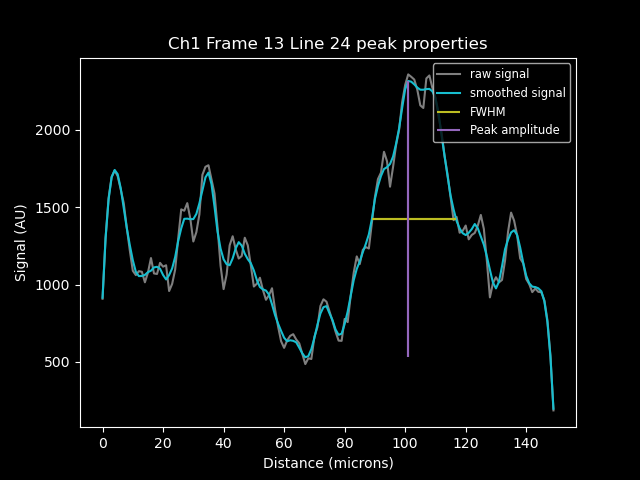 Ch1 Frame 13 Line 24 peak properties
raw signal
smoothed signal
FWHM
Peak amplitude
2000
1500
1000
500
Signal (AU)
0 20 40 60 80 100 120 140
Distance (microns)